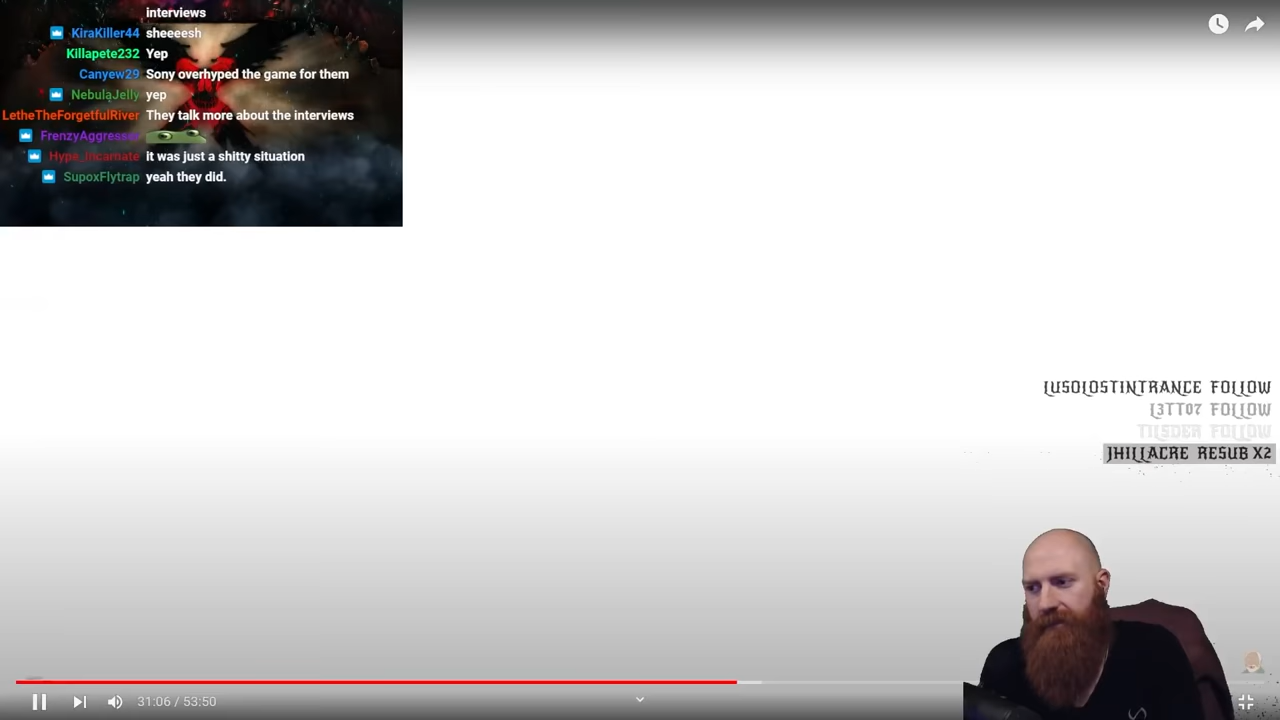 interviews
KiraKiller44 sheeeesh
Killapete232 Yep
Canyew29 Sony overhyped the game for them
NebulaJelly yep
LetheTheForgetfulRiver They talk more about the interviews
FrenzyAggressor
Hype_Incarnate it was just a shitty situation
SupoxFlytrap yeah they did.
LUSOLOSTINTRANCE FOLLOW
L3TT07 FOLLOW
TILSDER FOLLOW
JHILLACRE RESUB X2
31:06 / 53:50